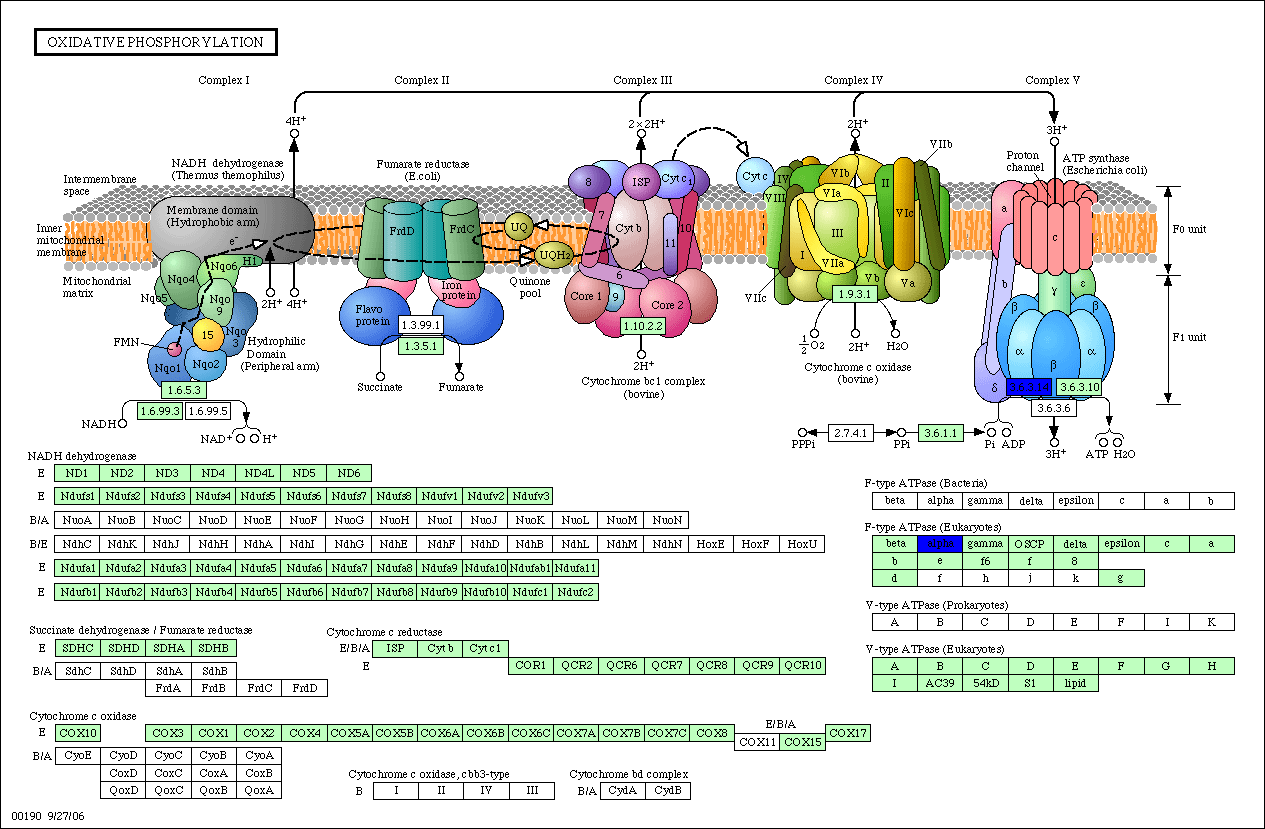 OXIDATIVE PHOSPHORYLATION
Complex I Complex II Complex III Complex IV Complex V
4H+ 2×2H+ 2H+ 3H+
NADH dehydrogenase
(Thermus themophilus)
Fumarate reductase
(E.coli)
Proton
channel
ATP synthase
(Escherichia coli)
Intermembrane
space
Inner
mitochondrial
membrane
Mitochondrial
matrix
Membrane domain
(Hydrophobic arm)
e-
Nqo4 Nqo6 H1
Nqo5 Nqo
9
15 Nqo
3
FMN
Nqo1 Nqo2
Hydrophilic
Domain
(Peripheral arm)
2H+ 4H+
1.6.5.3
1.6.99.3 1.6.99.5
NADH NAD+ H+
FrdD FrdC
Flavo
protein
Iron
protein
1.3.99.1
1.3.5.1
Succinate Fumarate
UQ
UQH2
Quinone
pool
8 ISP Cyt c1
7 Cyt b 11 10
6
Core 1 9 Core 2
1.10.2.2
2H+
Cytochrome bc1 complex
(bovine)
Cyt c
IV VIb VIIb
VIII VIa II
III VIc
I VIIa
VIIc Vb Va
1.9.3.1
1/2 O2 2H+ H2O
Cytochrome c oxidase
(bovine)
a c
b γ ε
β β
α α
β
δ
F0 unit
F1 unit
3.6.3.14 3.6.3.10
3.6.3.6
PPPi 2.7.4.1 PPi 3.6.1.1 Pi ADP
3H+ ATP H2O
NADH dehydrogenase
E ND1 ND2 ND3 ND4 ND4L ND5 ND6
E Ndufs1 Ndufs2 Ndufs3 Ndufs4 Ndufs5 Ndufs6 Ndufs7 Ndufs8 Ndufv1 Ndufv2 Ndufv3
B/A NuoA NuoB NuoC NuoD NuoE NuoF NuoG NuoH NuoI NuoJ NuoK NuoL NuoM NuoN
B/E NdhC NdhK NdhJ NdhH NdhA NdhI NdhG NdhE NdhF NdhD NdhB NdhL NdhM NdhN HoxE HoxF HoxU
E Ndufa1 Ndufa2 Ndufa3 Ndufa4 Ndufa5 Ndufa6 Ndufa7 Ndufa8 Ndufa9 Ndufa10 Ndufab1 Ndufa11
E Ndufb1 Ndufb2 Ndufb3 Ndufb4 Ndufb5 Ndufb6 Ndufb7 Ndufb8 Ndufb9 Ndufb10 Ndufc1 Ndufc2
Succinate dehydrogenase / Fumarate reductase
E SDHC SDHD SDHA SDHB
B/A SdhC SdhD SdhA SdhB
FrdA FrdB FrdC FrdD
Cytochrome c reductase
E/B/A ISP Cyt b Cyt c1
E COR1 QCR2 QCR6 QCR7 QCR8 QCR9 QCR10
Cytochrome c oxidase
E COX10 COX3 COX1 COX2 COX4 COX5A COX5B COX6A COX6B COX6C COX7A COX7B COX7C COX8
E/B/A
COX11 COX15 COX17
B/A CyoE CyoD CyoC CyoB CyoA
CoxD CoxC CoxA CoxB
QoxD QoxC QoxB QoxA
Cytochrome c oxidase, cbb3-type
B I II IV III
Cytochrome bd complex
B/A CydA CydB
F-type ATPase (Bacteria)
beta alpha gamma delta epsilon c a b
F-type ATPase (Eukaryotes)
beta alpha gamma OSCP delta epsilon c a
b e f6 f 8
d f h j k g
V-type ATPase (Prokaryotes)
A B C D E F I K
V-type ATPase (Eukaryotes)
A B C D E F G H
I AC39 54kD S1 lipid
00190 9/27/06